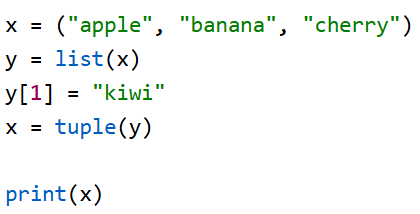 x = ("apple", "banana", "cherry")
y = list(x)
y[1] = "kiwi"
x = tuple(y)
print(x)